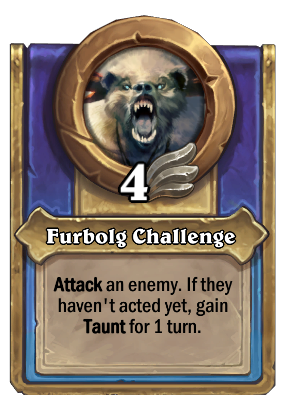 4
Furbolg Challenge
Attack an enemy. If they
haven't acted yet, gain
Taunt for 1 turn.